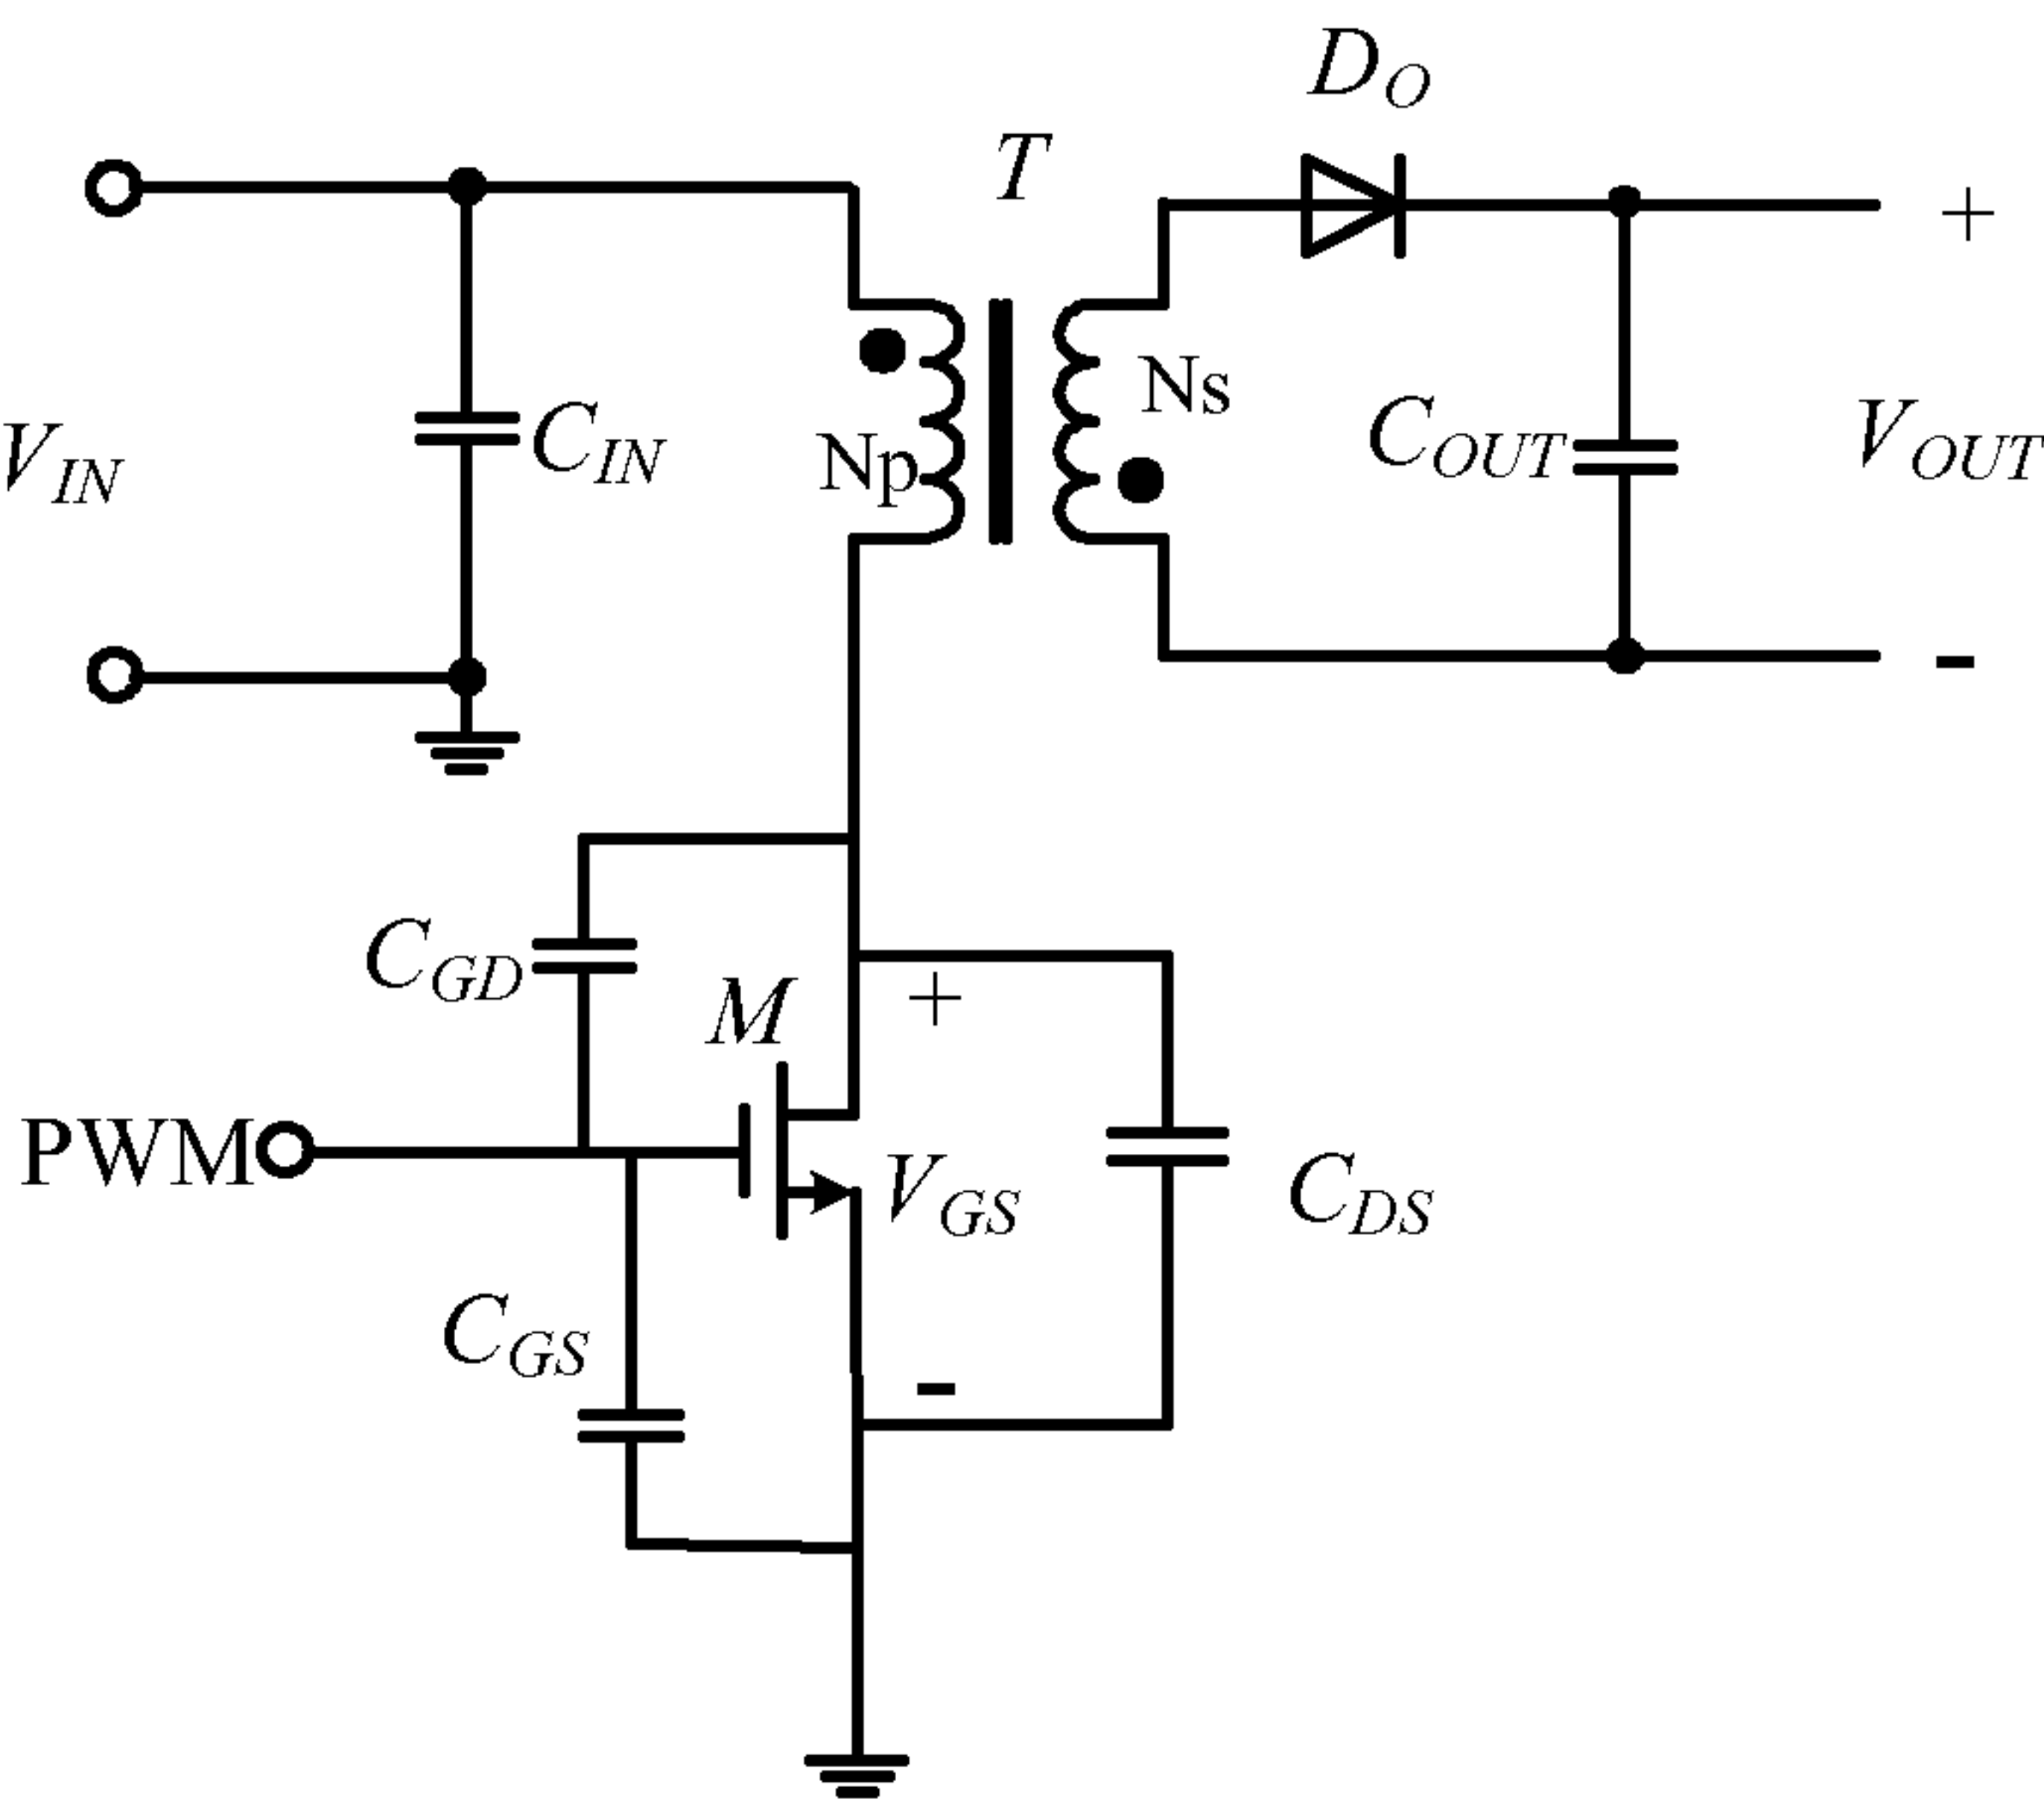 D_O
T
+
Ns
C_OUT
V_OUT
V_IN
C_IN
Np
-
C_GD
M
+
PWM
V_GS
C_DS
C_GS
-